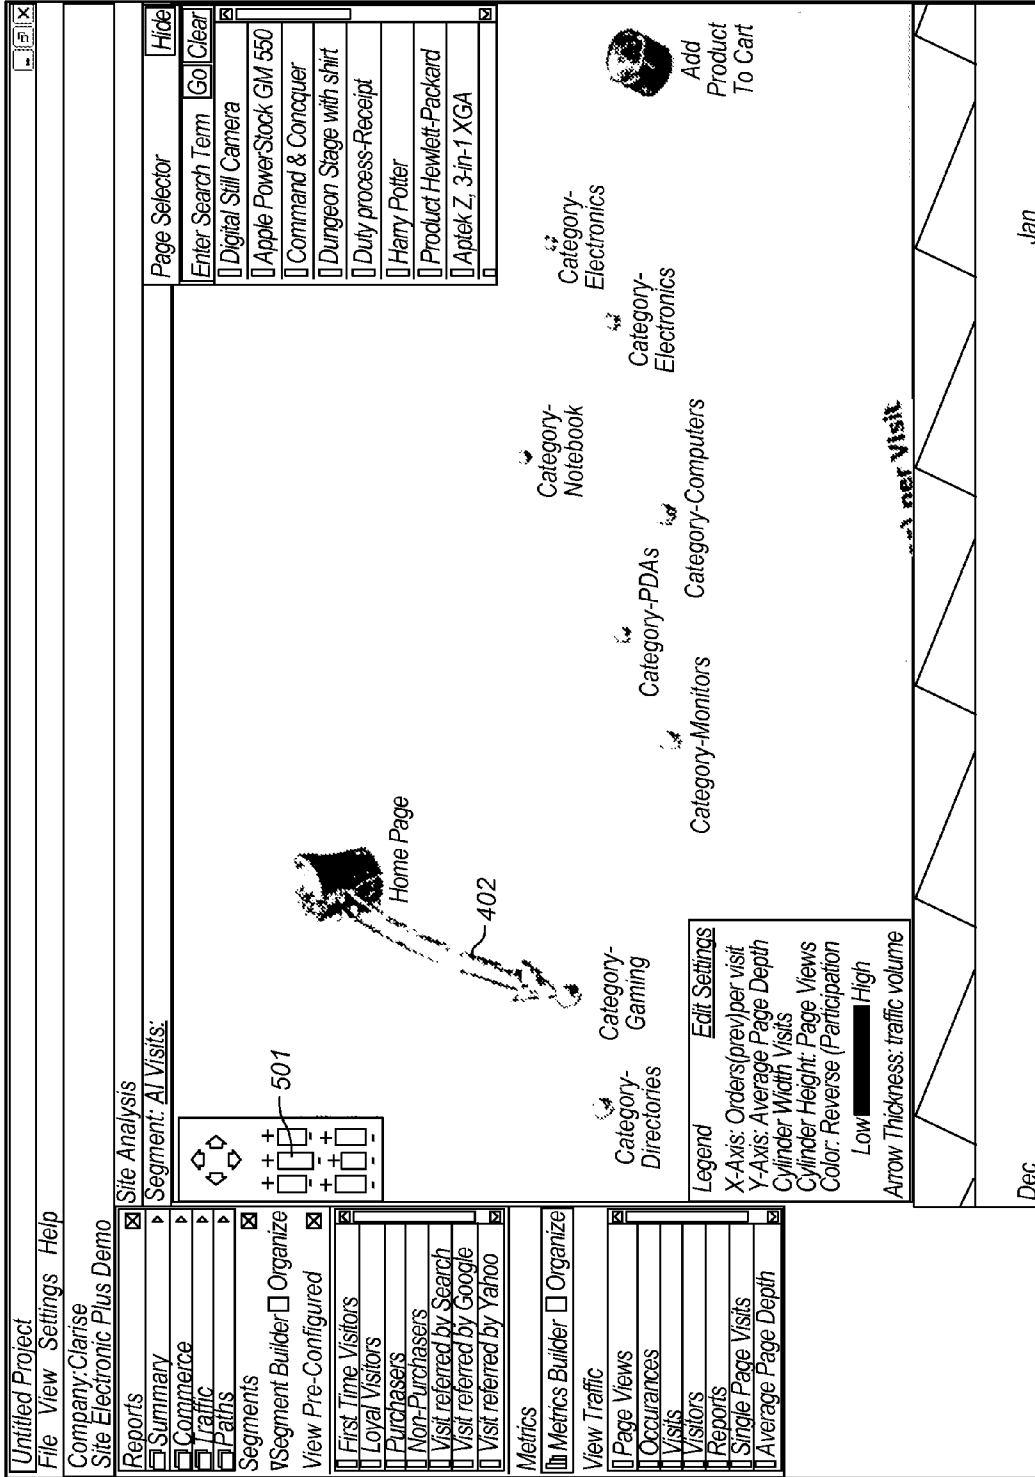 Untitled Project
File View Settings Help
Company:Clarise
Site Electronic Plus Demo
Reports
Summary
Commerce
Traffic
Paths
Segments
Segment Builder Organize
View Pre-Configured
First Time Visitors
Loyal Visitors
Purchasers
Non-Purchasers
Visit referred by Search
Visit referred by Google
Visit referred by Yahoo
Metrics
Metrics Builder Organize
View Traffic
Page Views
Occurances
Visits
Visitors
Reports
Single Page Visits
Average Page Depth
Site Analysis
Segment: Al Visits:
501
Page Selector Hide
Enter Search Term Go Clear
Digital Still Camera
Apple PowerStock GM 550
Command & Concquer
Dungeon Stage with shirt
Duty process-Receipt
Harry Potter
Product Hewlett-Packard
Aptek Z, 3-in-1 XGA
Home Page
402
Category-
Directories
Category-
Gaming
Category-Monitors
Category-PDAs
Category-Computers
Category-
Notebook
Category-
Electronics
Category-
Electronics
Add
Product
To Cart
Legend Edit Settings
X-Axis: Orders(prev)per visit
Y-Axis: Average Page Depth
Cylinder Width Visits
Cylinder Height: Page Views
Color: Reverse (Participation
Low High
Arrow Thickness: traffic volume
Visit
Dec Jan